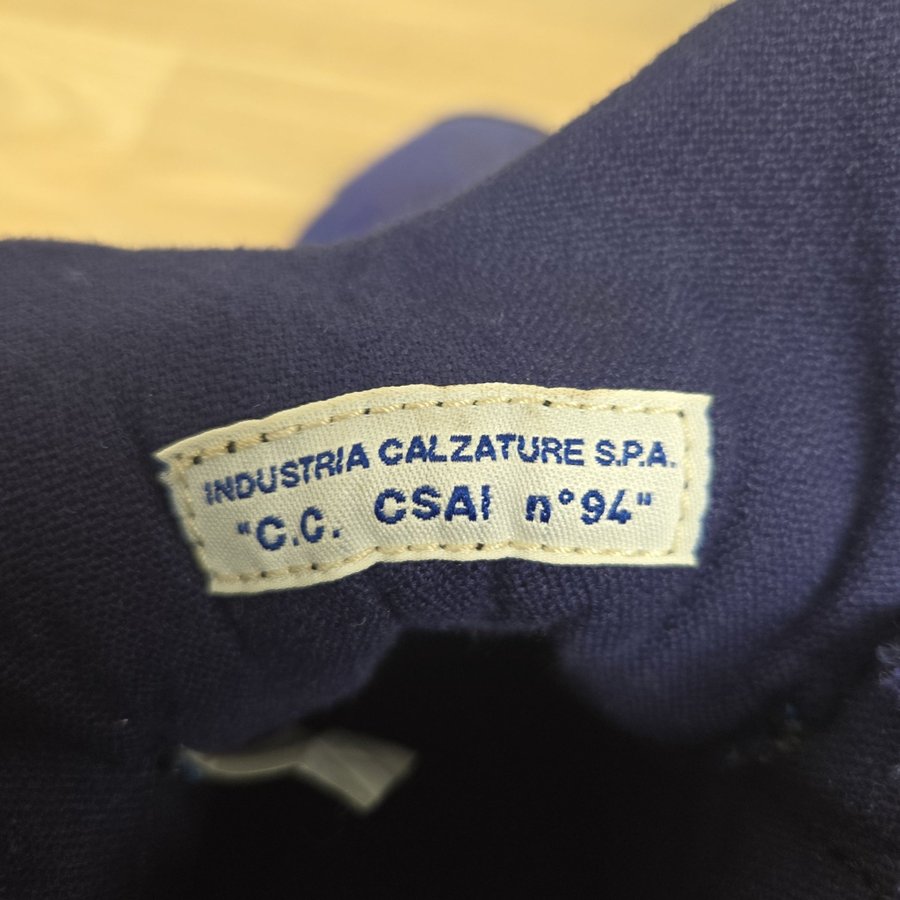 INDUSTRIA CALZATURE S.P.A.
"C.C. CSAI n°94"